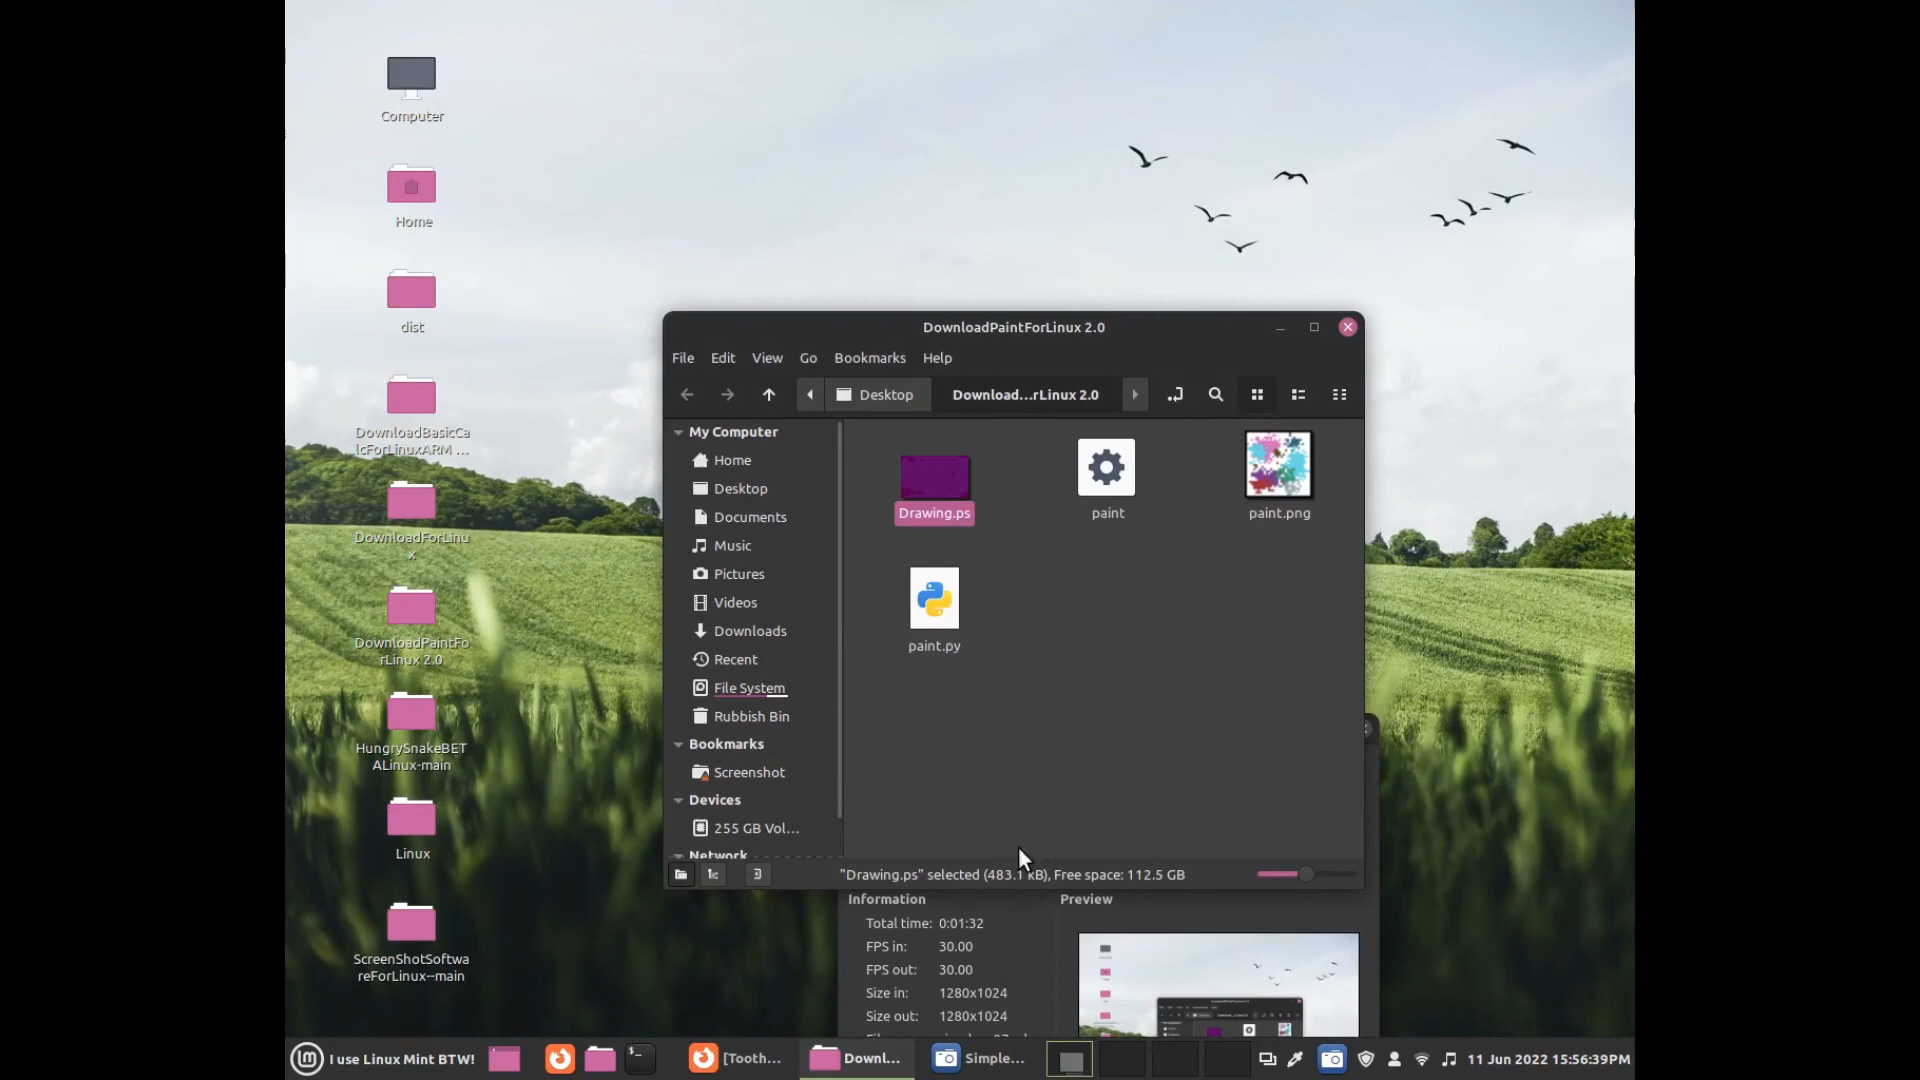 Computer
Home
dist
DownloadBasicCa
lcForLinuxARM ...
DownloadForLinu
x
DownloadPaintFo
rLinux 2.0
HungrySnakeBET
ALinux-main
Linux
ScreenShotSoftwa
reForLinux--main
DownloadPaintForLinux 2.0
File Edit View Go Bookmarks Help
Desktop Download...rLinux 2.0
My Computer
Home
Desktop
Documents
Music
Pictures
Videos
Downloads
Recent
File System
Rubbish Bin
Bookmarks
Screenshot
Devices
255 GB Vol...
Network
Drawing.ps
paint
paint.png
paint.py
"Drawing.ps" selected (483.1 kB), Free space: 112.5 GB
Information
Total time: 0:01:32
FPS in: 30.00
FPS out: 30.00
Size in: 1280x1024
Size out: 1280x1024
Preview
I use Linux Mint BTW! [Tooth... Downl... Simple... 11 Jun 2022 15:56:39PM